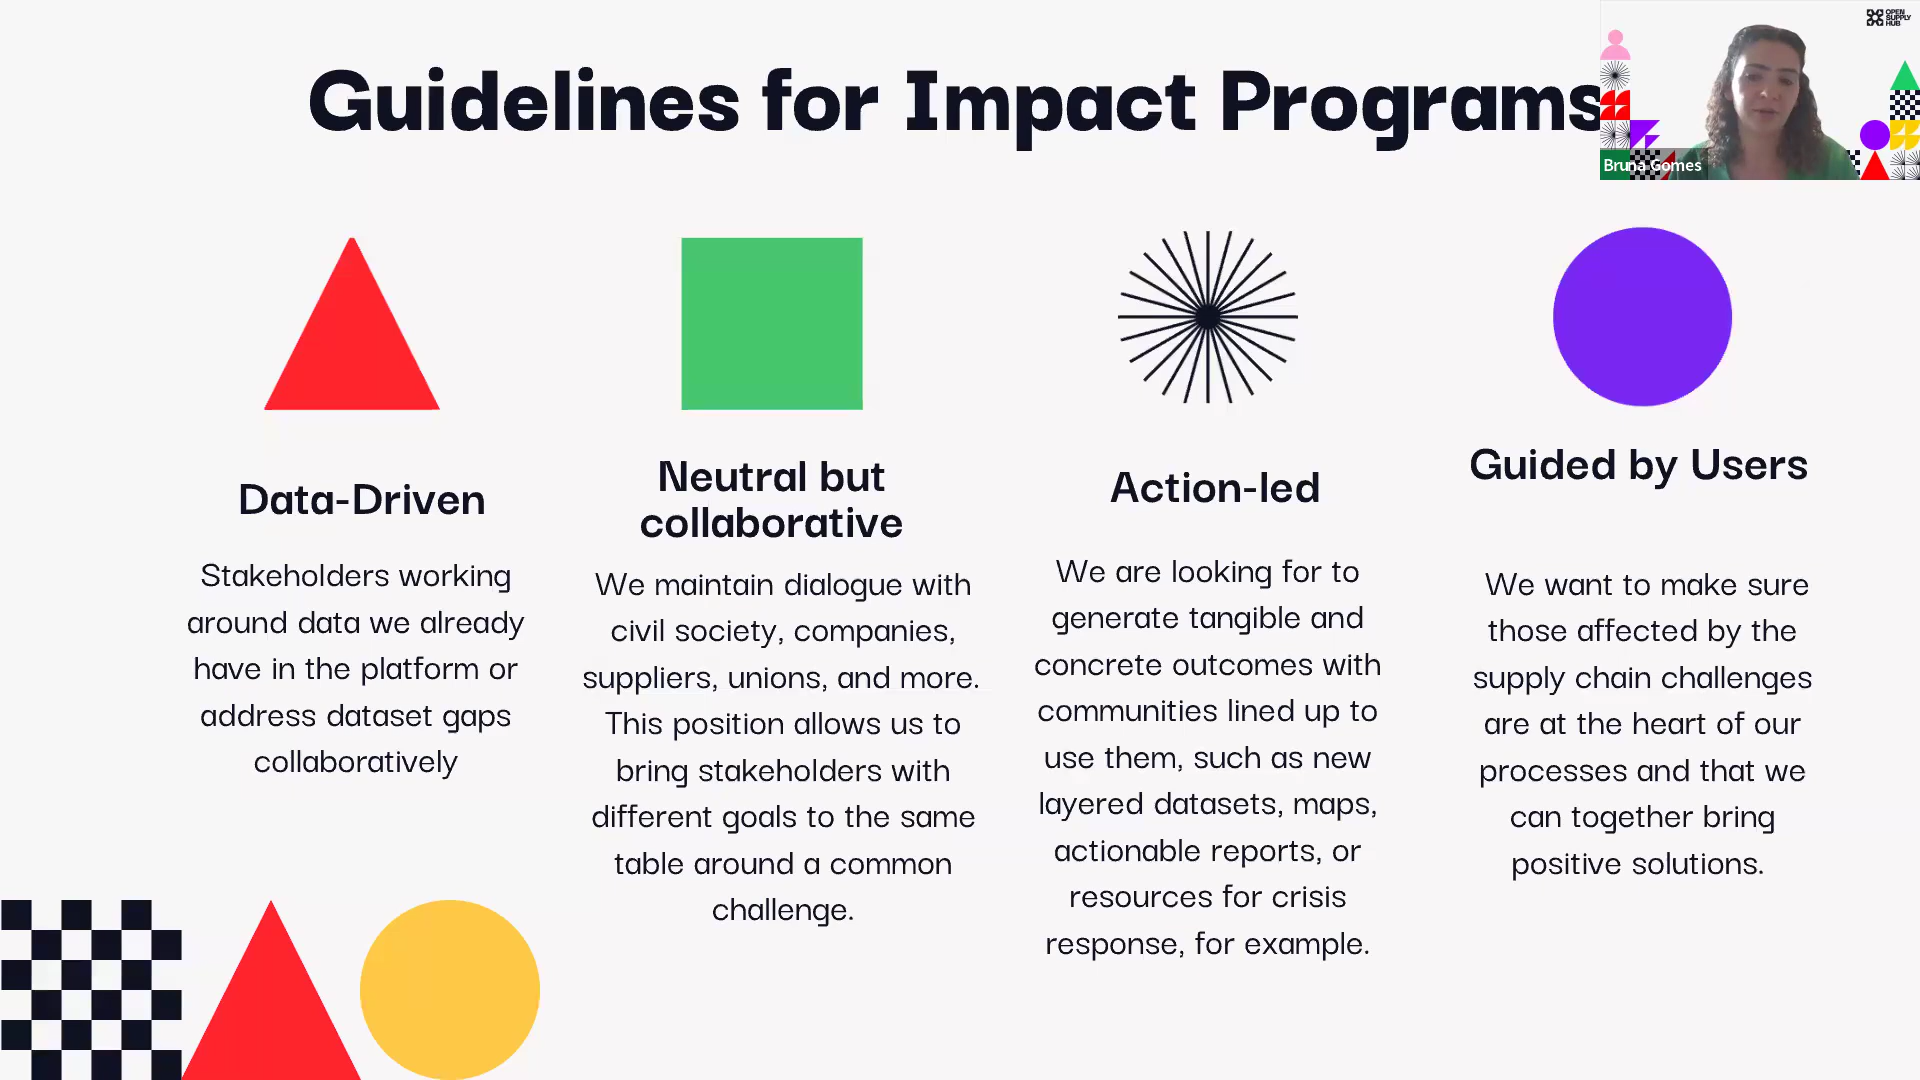 Guidelines for Impact Programs
OPEN
SUPPLY
HUB
Bruna Gomes
Data-Driven
Stakeholders working
around data we already
have in the platform or
address dataset gaps
collaboratively
Neutral but
collaborative
We maintain dialogue with
civil society, companies,
suppliers, unions, and more.
This position allows us to
bring stakeholders with
different goals to the same
table around a common
challenge.
Action-led
We are looking for to
generate tangible and
concrete outcomes with
communities lined up to
use them, such as new
layered datasets, maps,
actionable reports, or
resources for crisis
response, for example.
Guided by Users
We want to make sure
those affected by the
supply chain challenges
are at the heart of our
processes and that we
can together bring
positive solutions.